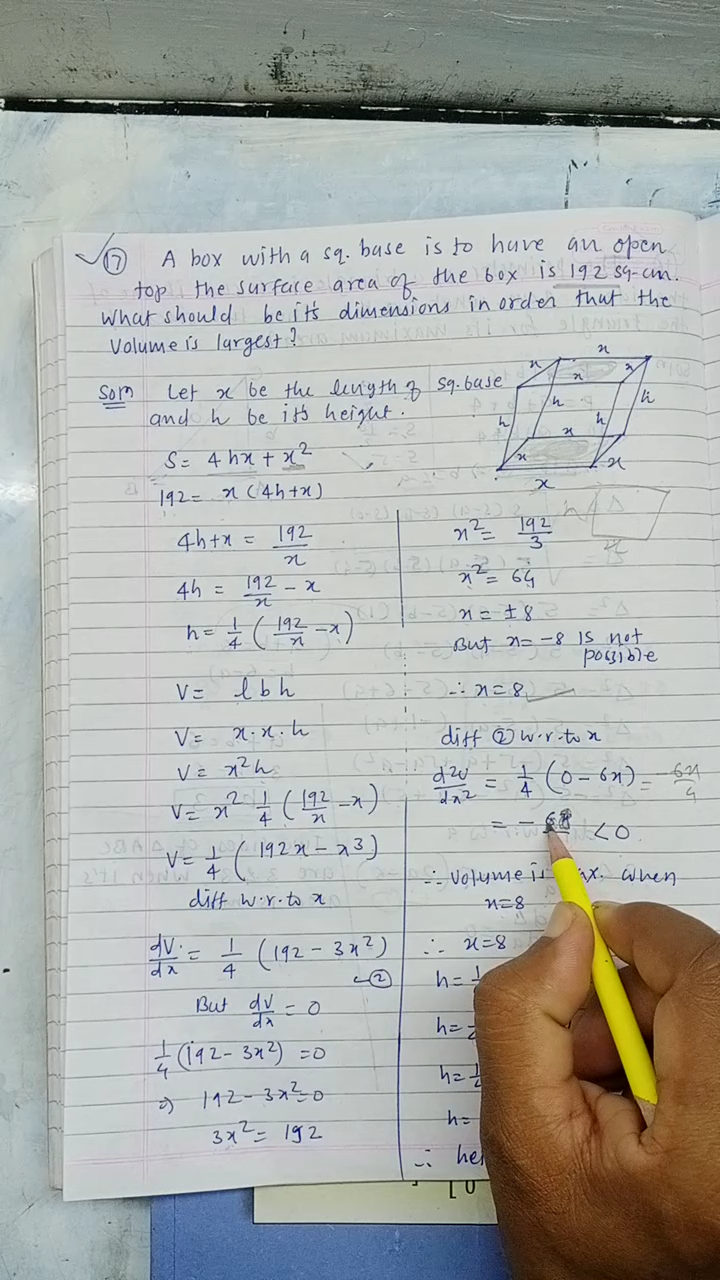 17 A box with a sq. base is to have an open
top the surface area of the box is 192 sq-cm.
What should be it's dimensions in order that the
Volume is largest?
Soln Let x be the length of sq. base
and h be its height.
x
x x x
h h h h
x x
x x
S = 4hx + x²
192 = x(4h+x)
4h+x = 192/x
4h = 192/x - x
h = 1/4 (192/x - x)
V = lbh
V = x·x·h
V = x²h
V = x² 1/4 (192/x - x)
V = 1/4 (192x - x³)
diff w.r.to x
dV/dx = 1/4 (192 - 3x²)
②
But dV/dx = 0
1/4 (192 - 3x²) = 0
⇒ 192 - 3x² = 0
3x² = 192
x² = 192/3
x² = 64
x = ± 8
But x = -8 is not
possible
∴ x = 8
diff ② w.r.to x
d²V/dx² = 1/4 (0 - 6x) = -6x/4
= - < 0
∴ Volume is when
x=8
∴ x=8
h =
h =
h =
h =
∴